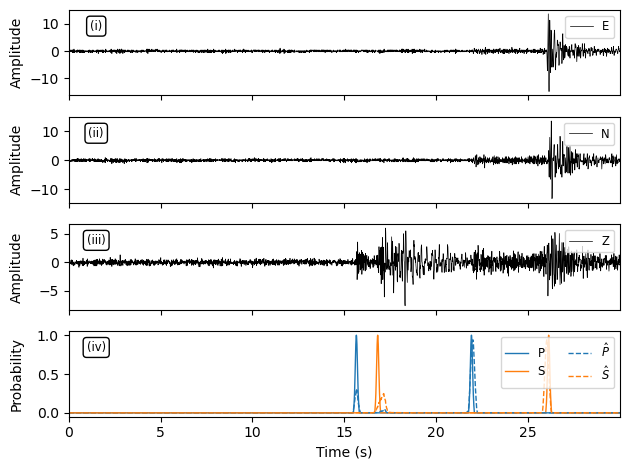 (i)
E
Amplitude
10
0
−10
(ii)
N
Amplitude
10
0
−10
(iii)
Z
Amplitude
5
0
−5
(iv)
P
S
P̂
Ŝ
Probability
1.0
0.5
0.0
0 5 10 15 20 25
Time (s)